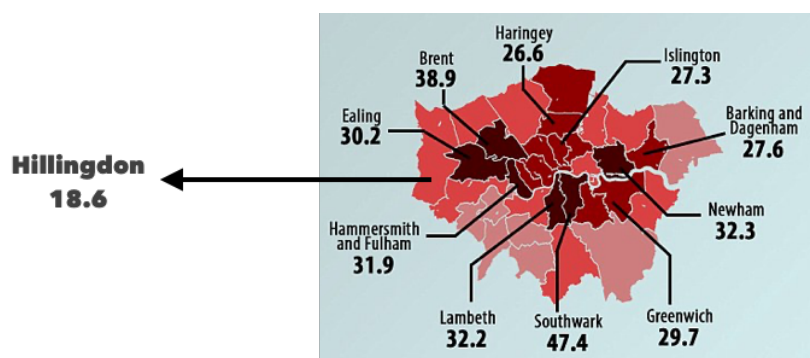 Haringey
26.6
Islington
27.3
Brent
38.9
Ealing
30.2
Barking and
Dagenham
27.6
Hillingdon
18.6
Newham
32.3
Hammersmith
and Fulham
31.9
Lambeth
32.2
Southwark
47.4
Greenwich
29.7